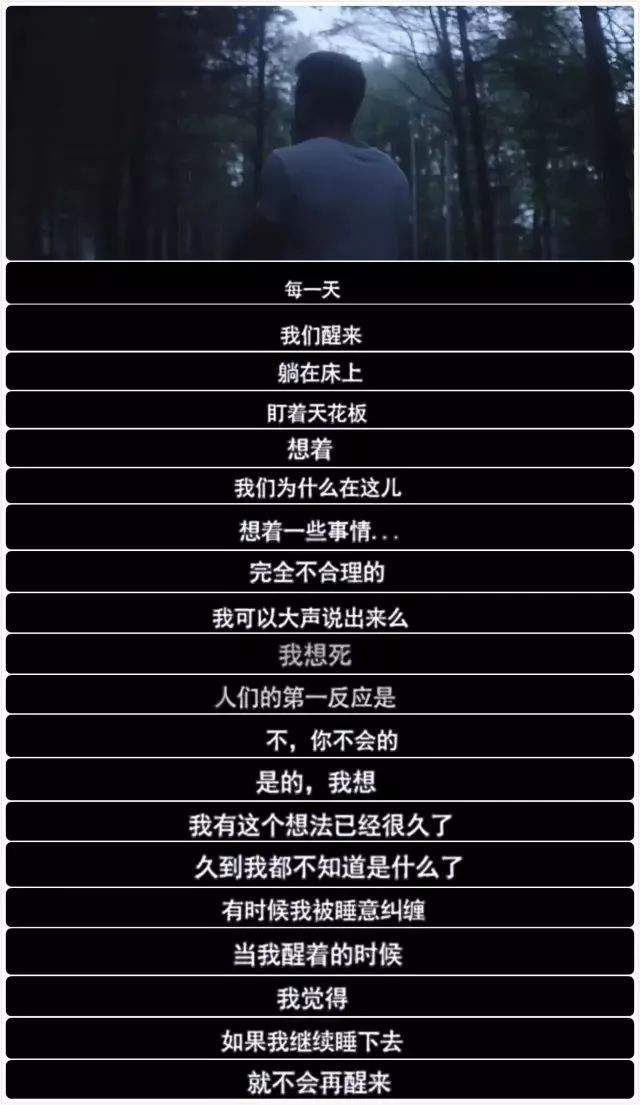 每一天
我们醒来
躺在床上
盯着天花板
想着
我们为什么在这儿
想着一些事情...
完全不合理的
我可以大声说出来么
我想死
人们的第一反应是
不，你不会的
是的，我想
我有这个想法已经很久了
久到我都不知道是什么了
有时候我被睡意纠缠
当我醒着的时候
我觉得
如果我继续睡下去
就不会再醒来